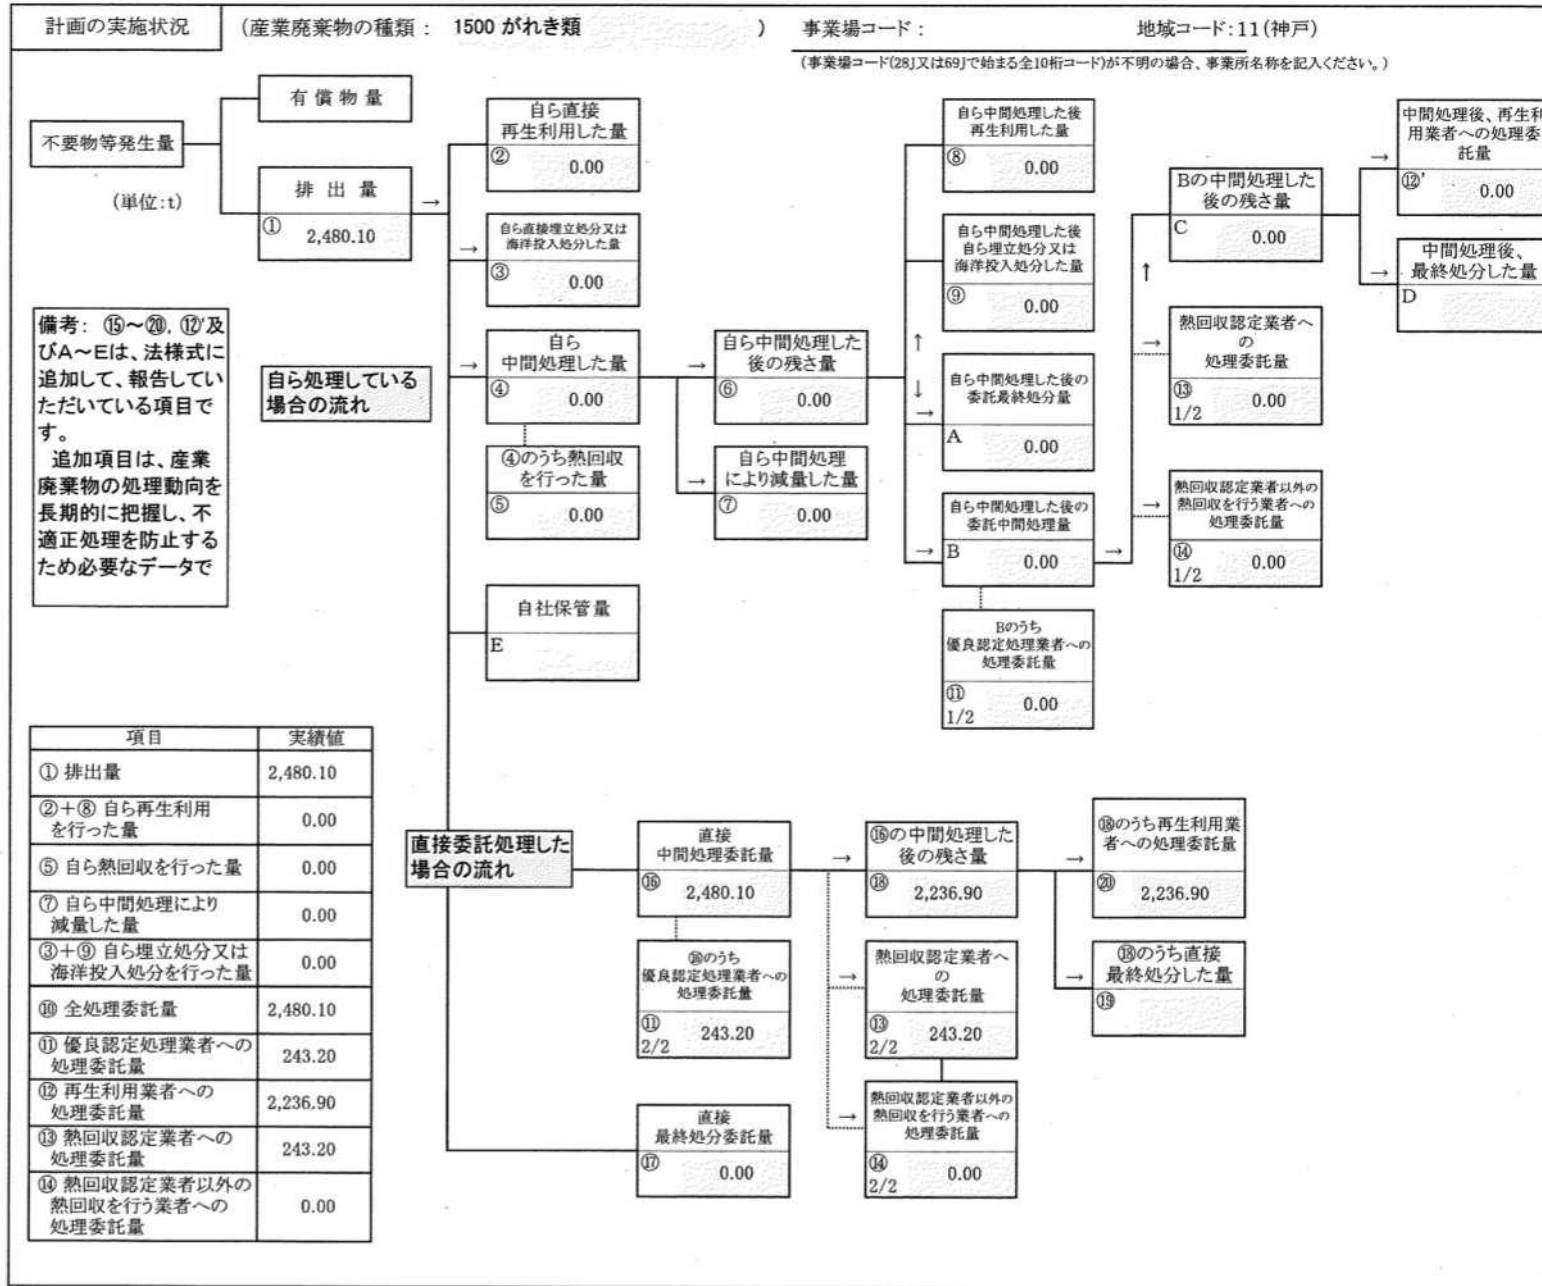 計画の実施状況 (産業廃棄物の種類: 1500 がれき類 ) 事業場コード: 地域コード:11(神戸)
(事業場コード(28」又は69」で始まる全10桁コード)が不明の場合、事業所名称を記入ください。)
不要物等発生量
(単位:t)
有償物量
排出量
① 2,480.10
→
備考: ⑮~⑳, ⑫'及
びA~Eは、法様式に
追加して、報告してい
ただいている項目で
す。
追加項目は、産業
廃棄物の処理動向を
長期的に把握し、不
適正処理を防止する
ため必要なデータで
自ら処理している
場合の流れ
自ら直接
再生利用した量
② 0.00
→
自ら直接埋立処分又は
海洋投入処分した量
③ 0.00
→
自ら
中間処理した量
④ 0.00
④のうち熱回収
を行った量
⑤ 0.00
自社保管量
E
→
自ら中間処理した
後の残さ量
⑥ 0.00
→
自ら中間処理
により減量した量
⑦ 0.00
自ら中間処理した後
再生利用した量
⑧ 0.00
自ら中間処理した後
自ら埋立処分又は
海洋投入処分した量
⑨ 0.00
↑
↓
→
自ら中間処理した後の
委託最終処分量
A 0.00
→
自ら中間処理した後の
委託中間処理量
B 0.00
→
Bのうち
優良認定処理業者への
処理委託量
⑪
1/2 0.00
Bの中間処理した
後の残さ量
C 0.00
↑
→
熱回収認定業者へ
の
処理委託量
⑬
1/2 0.00
→
熱回収認定業者以外の
熱回収を行う業者への
処理委託量
⑭
1/2 0.00
→
中間処理後、再生利
用業者への処理委
託量
⑫' 0.00
→
中間処理後、
最終処分した量
D
項目 実績値
① 排出量 2,480.10
②+⑧ 自ら再生利用
を行った量 0.00
⑤ 自ら熱回収を行った量 0.00
⑦ 自ら中間処理により
減量した量 0.00
③+⑨ 自ら埋立処分又は
海洋投入処分を行った量 0.00
⑩ 全処理委託量 2,480.10
⑪ 優良認定処理業者への
処理委託量 243.20
⑫ 再生利用業者への
処理委託量 2,236.90
⑬ 熱回収認定業者への
処理委託量 243.20
⑭ 熱回収認定業者以外の
熱回収を行う業者への
処理委託量 0.00
直接委託処理した
場合の流れ
直接
中間処理委託量
⑯ 2,480.10
⑯のうち
優良認定処理業者への
処理委託量
⑪
2/2 243.20
直接
最終処分委託量
⑰ 0.00
→
⑯の中間処理した
後の残さ量
⑱ 2,236.90
→
熱回収認定業者へ
の
処理委託量
⑬
2/2 243.20
→
熱回収認定業者以外の
熱回収を行う業者への
処理委託量
⑭
2/2 0.00
→
⑱のうち再生利用業
者への処理委託量
⑳ 2,236.90
→
⑱のうち直接
最終処分した量
⑲